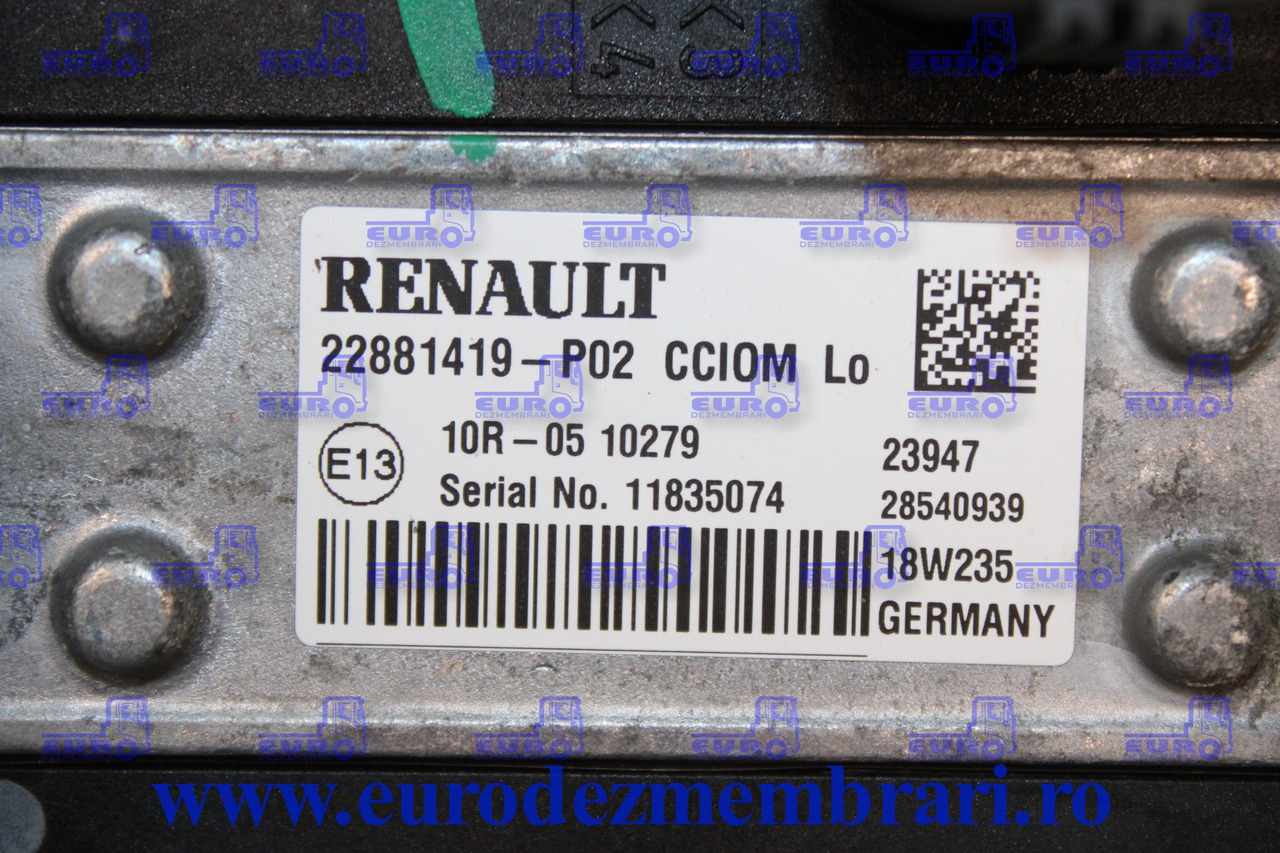 RENAULT
22881419-P02 CCIOM Lo
E13
10R-05 10279
Serial No. 11835074
23947
28540939
18W235
GERMANY
EURO
DEZMEMBRARI
www.eurodezmembrari.ro